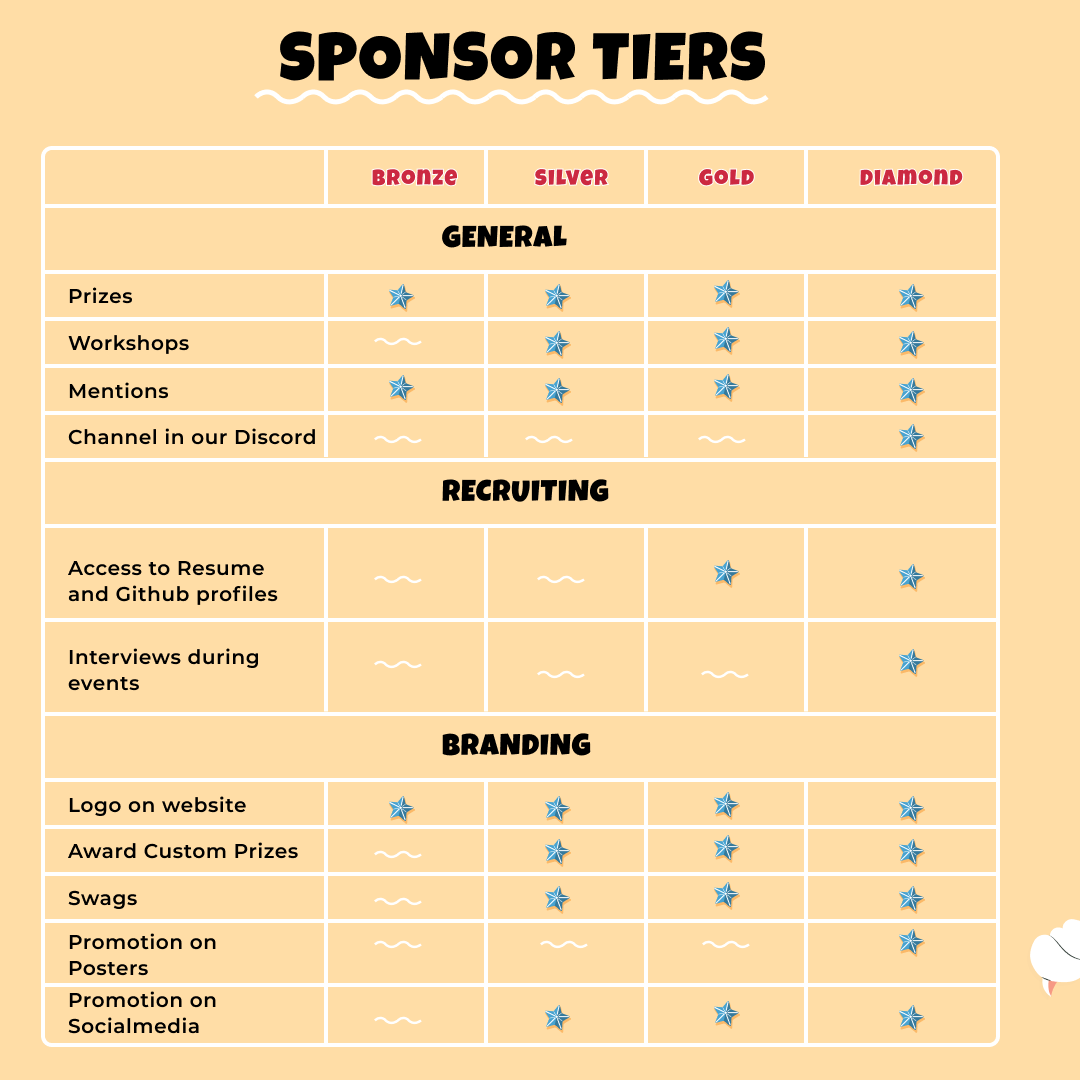 SPONSOR TIERS
Bronze Silver Gold Diamond
GENERAL
Prizes
Workshops
Mentions
Channel in our Discord
RECRUITING
Access to Resume
and Github profiles
Interviews during
events
BRANDING
Logo on website
Award Custom Prizes
Swags
Promotion on
Posters
Promotion on
Socialmedia